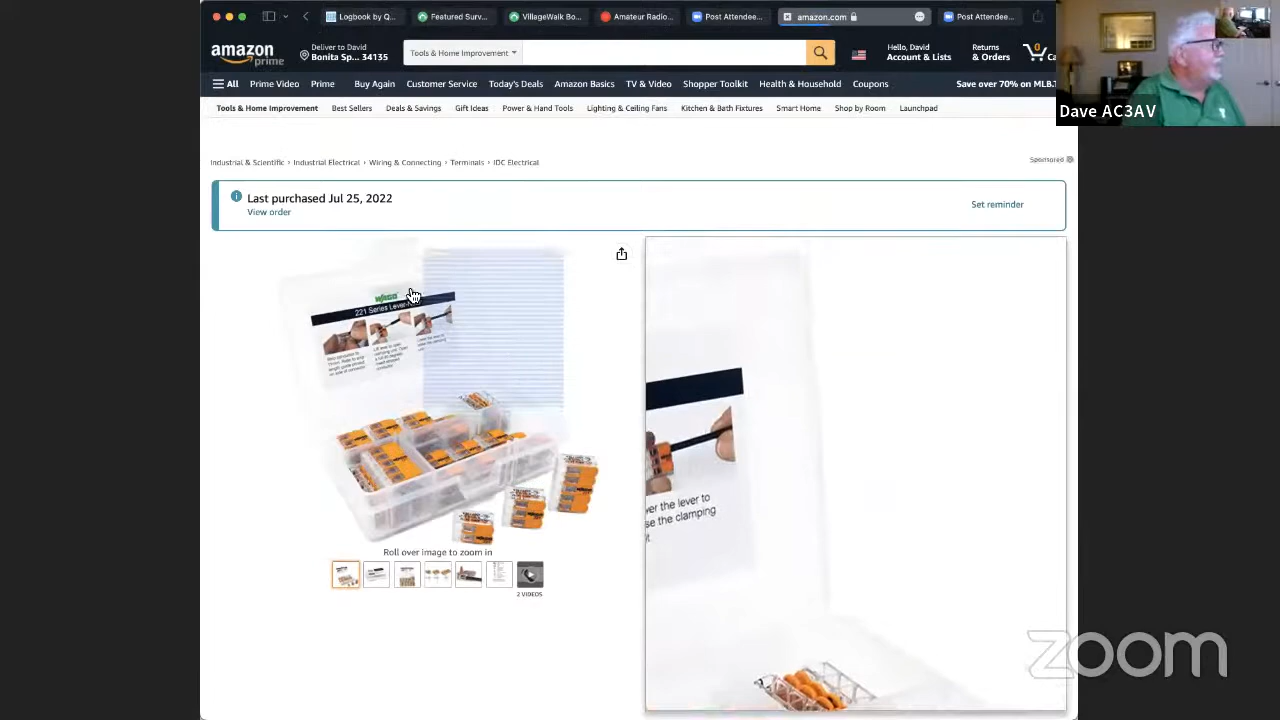 Logbook by Q...
Featured Surv...
VillageWalk Bo...
Amateur Radio...
Post Attendee...
amazon.com
Post Attendee...
amazon
prime
Deliver to David
Bonita Sp... 34135
Tools & Home Improvement
Hello, David
Account & Lists
Returns
& Orders
0
Ca
All
Prime Video
Prime
Buy Again
Customer Service
Today's Deals
Amazon Basics
TV & Video
Shopper Toolkit
Health & Household
Coupons
Save over 70% on MLB.T
Dave AC3AV
Tools & Home Improvement
Best Sellers
Deals & Savings
Gift Ideas
Power & Hand Tools
Lighting & Ceiling Fans
Kitchen & Bath Fixtures
Smart Home
Shop by Room
Launchpad
Industrial & Scientific › Industrial Electrical › Wiring & Connecting › Terminals › IDC Electrical
Sponsored
Last purchased Jul 25, 2022
View order
Set reminder
WAGO
221 Series Lever-N
ver the lever to
se the clamping
Roll over image to zoom in
2 VIDEOS
zoom